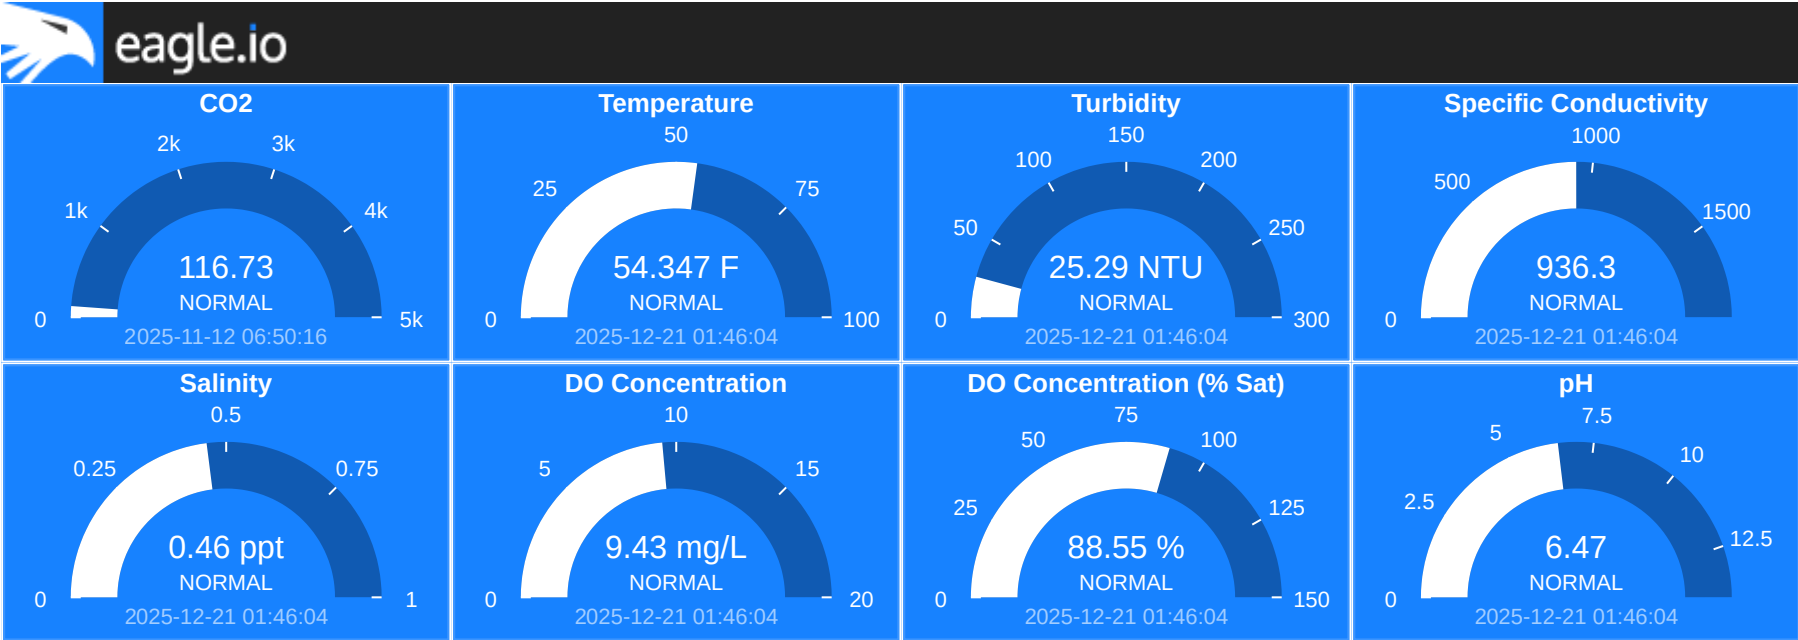 eagle.io
CO2
2k
3k
1k
4k
116.73
NORMAL
0
5k
2025-11-12 06:50:16
Temperature
50
25
75
54.347 F
NORMAL
0
100
2025-12-21 01:46:04
Turbidity
150
100
200
50
250
25.29 NTU
NORMAL
0
300
2025-12-21 01:46:04
Specific Conductivity
1000
500
1500
936.3
NORMAL
0
2025-12-21 01:46:04
Salinity
0.5
0.25
0.75
0.46 ppt
NORMAL
0
1
2025-12-21 01:46:04
DO Concentration
10
5
15
9.43 mg/L
NORMAL
0
20
2025-12-21 01:46:04
DO Concentration (% Sat)
75
50
100
25
125
88.55 %
NORMAL
0
150
2025-12-21 01:46:04
pH
7.5
5
10
2.5
12.5
6.47
NORMAL
0
2025-12-21 01:46:04